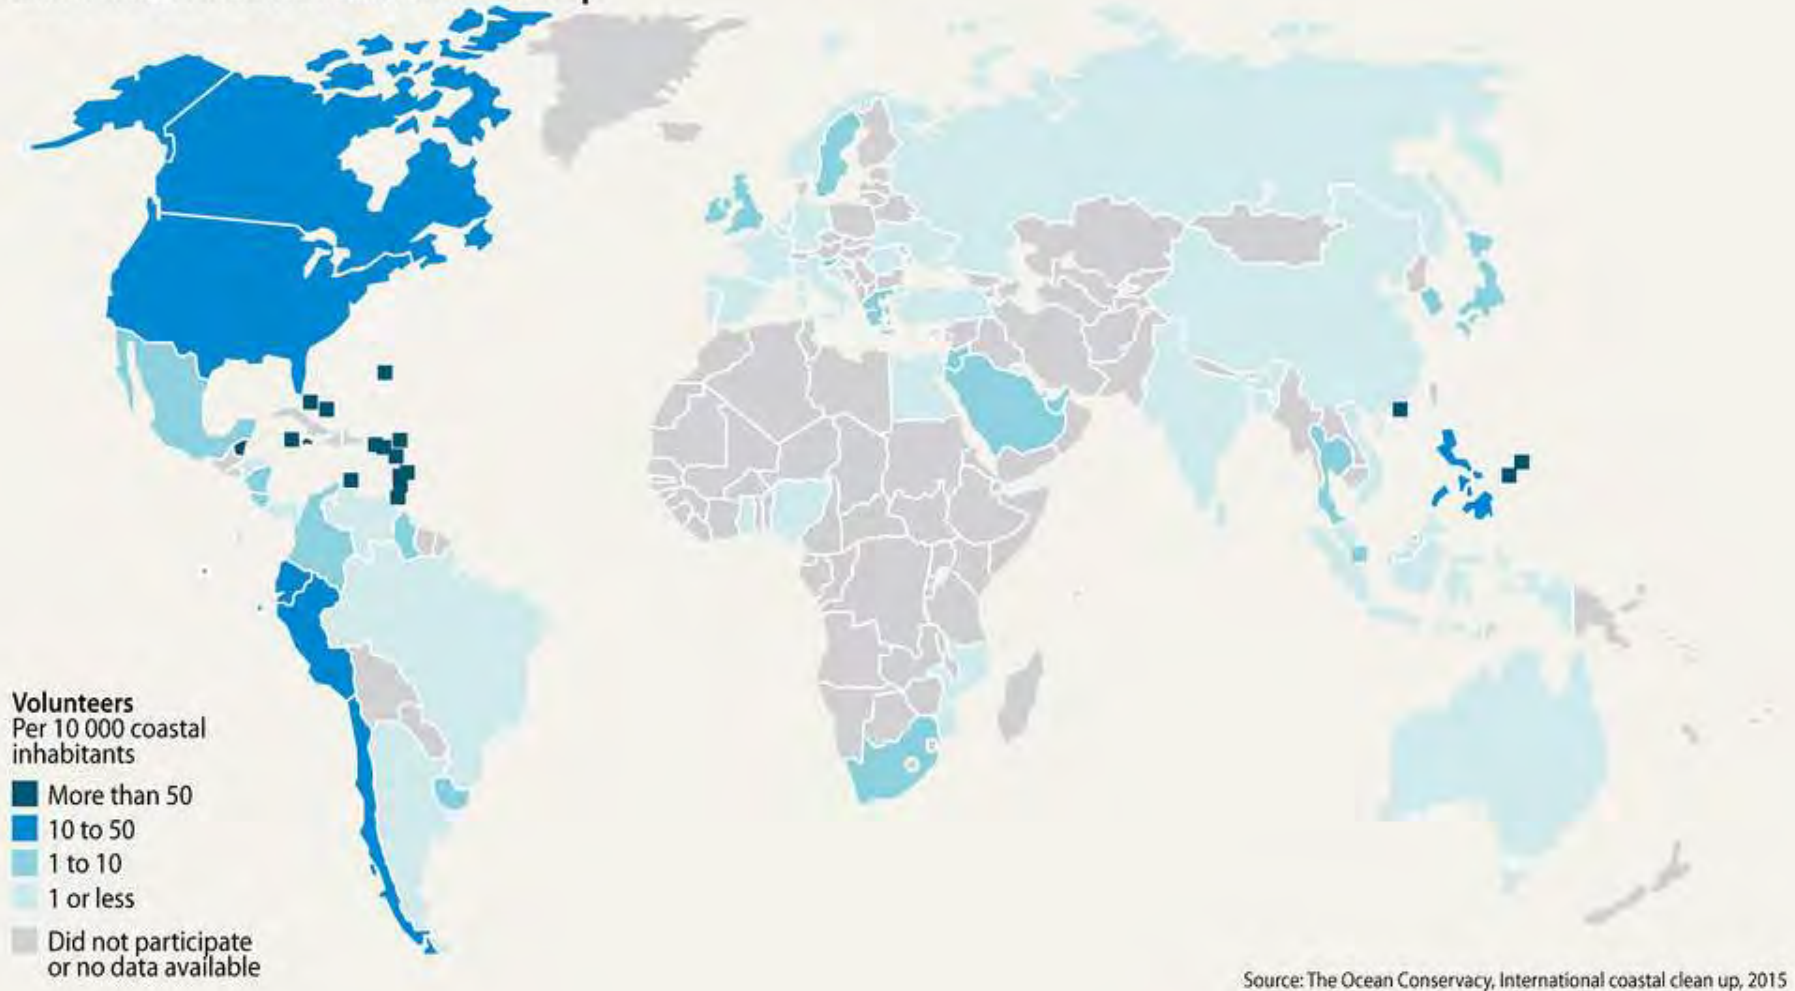 Volunteers
Per 10 000 coastal
inhabitants
More than 50
10 to 50
1 to 10
1 or less
Did not participate
or no data available
Source: The Ocean Conservacy, International coastal clean up, 2015